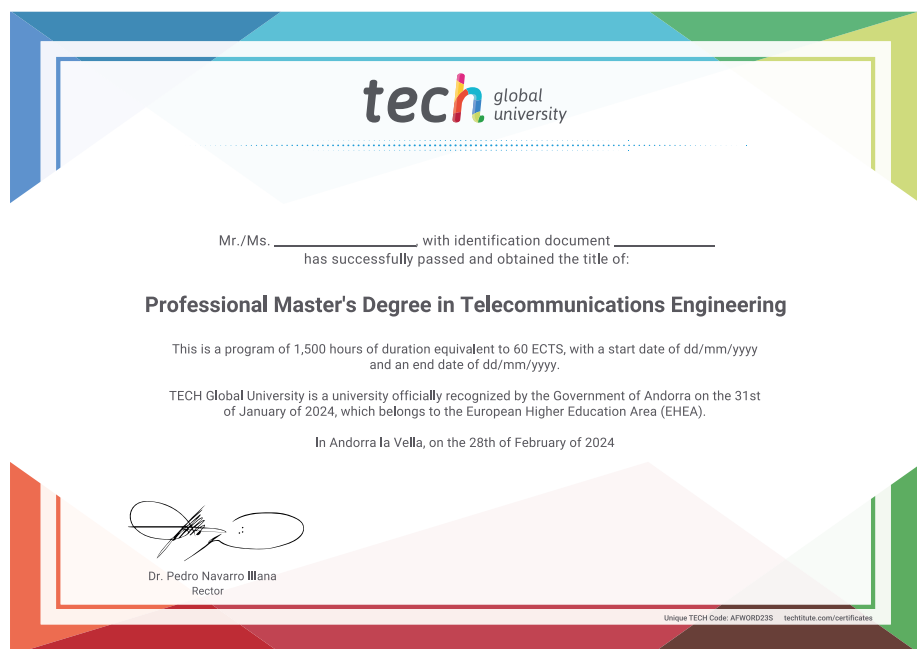 tech global university
Mr./Ms. ________________, with identification document ____________
has successfully passed and obtained the title of:
Professional Master's Degree in Telecommunications Engineering
This is a program of 1,500 hours of duration equivalent to 60 ECTS, with a start date of dd/mm/yyyy
and an end date of dd/mm/yyyy.
TECH Global University is a university officially recognized by the Government of Andorra on the 31st
of January of 2024, which belongs to the European Higher Education Area (EHEA).
In Andorra la Vella, on the 28th of February of 2024
Dr. Pedro Navarro Illana
Rector
Unique TECH Code: AFWORD23S techtitute.com/certificates